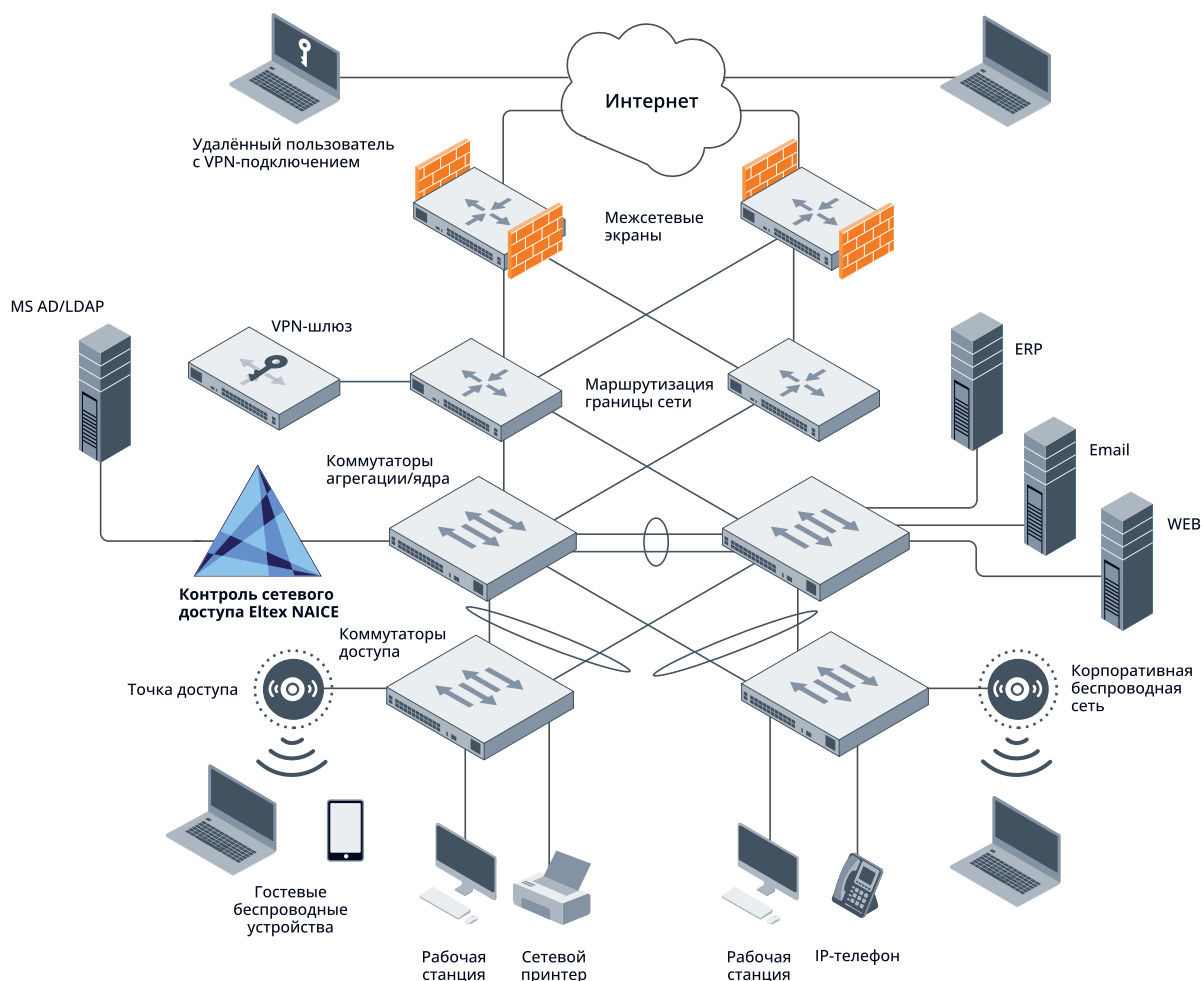 Интернет
Удалённый пользователь
с VPN-подключением
Межсетевые
экраны
MS AD/LDAP
VPN-шлюз
ERP
Маршрутизация
границы сети
Email
Коммутаторы
агрегации/ядра
WEB
Контроль сетевого
доступа Eltex NAICE
Коммутаторы
доступа
Точка доступа
Корпоративная
беспроводная
сеть
Гостевые
беспроводные
устройства
Рабочая
станция
Сетевой
принтер
Рабочая
станция
IP-телефон